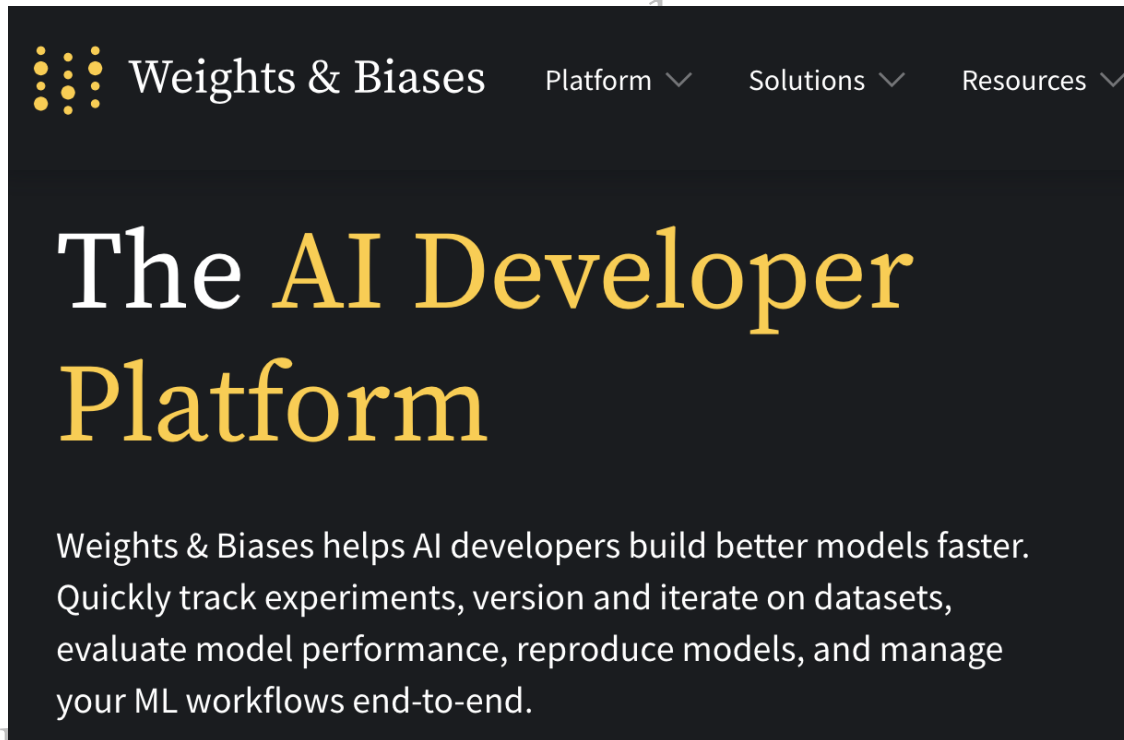 Weights & Biases Platform Solutions Resources
The AI Developer
Platform
Weights & Biases helps AI developers build better models faster.
Quickly track experiments, version and iterate on datasets,
evaluate model performance, reproduce models, and manage
your ML workflows end-to-end.